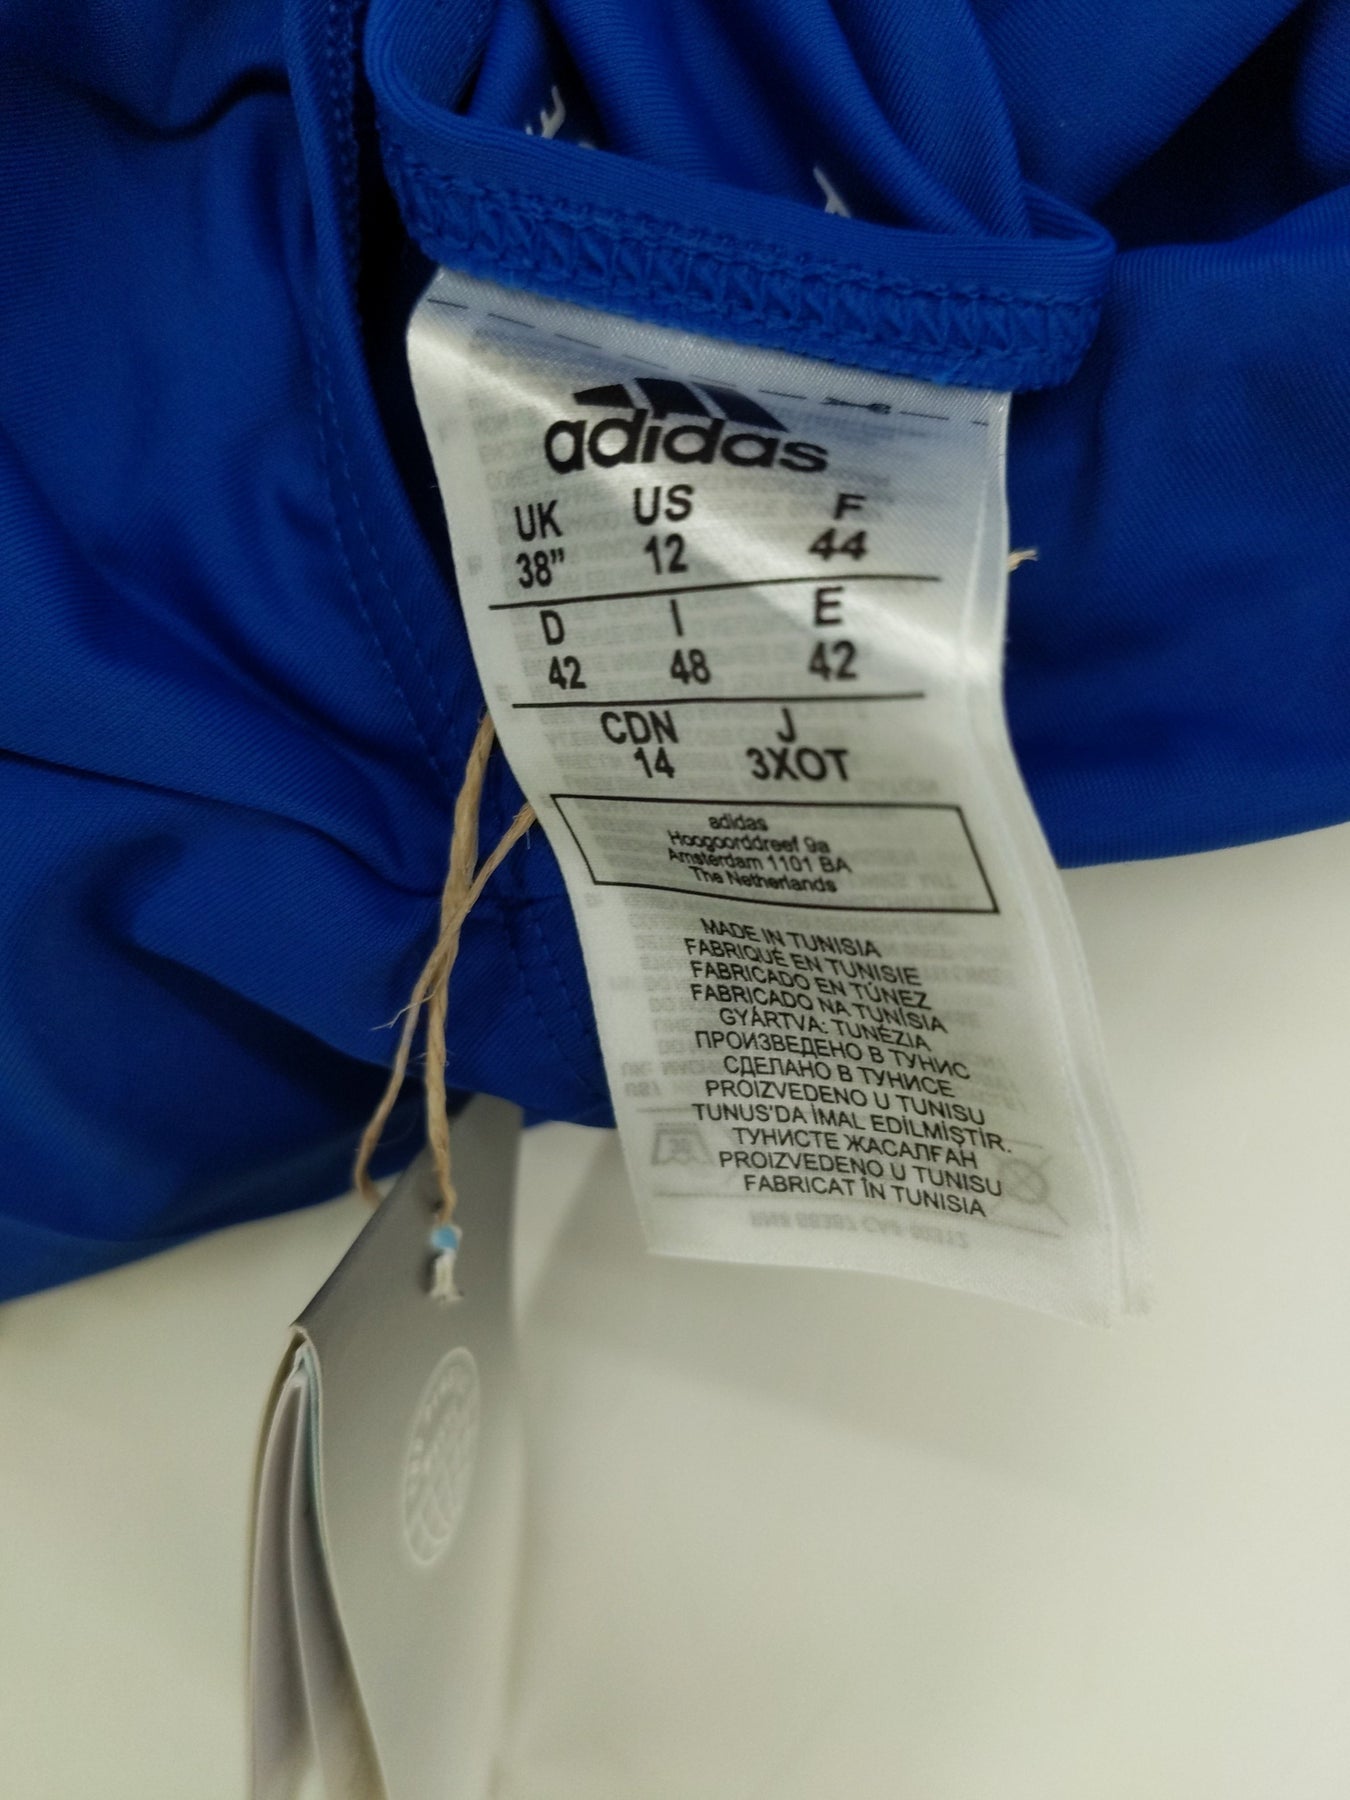 adidas
UK US F
38" 12 44
D I E
42 48 42
CDN J
14 3XOT
adidas
Hoogoorddreef 9a
Amsterdam 1101 BA
The Netherlands
MADE IN TUNISIA
FABRIQUÉ EN TUNISIE
FABRICADO EN TÚNEZ
FABRICADO NA TUNÍSIA
GYÁRTVA: TUNÉZIA
ПРОИЗВЕДЕНО В ТУНИС
СДЕЛАНО В ТУНИСЕ
PROIZVEDENO U TUNISU
TUNUS'DA İMAL EDİLMİŞTİR.
ТУНИСТЕ ЖАСАЛҒАН
PROIZVEDENO U TUNISU
FABRICAT ÎN TUNISIA